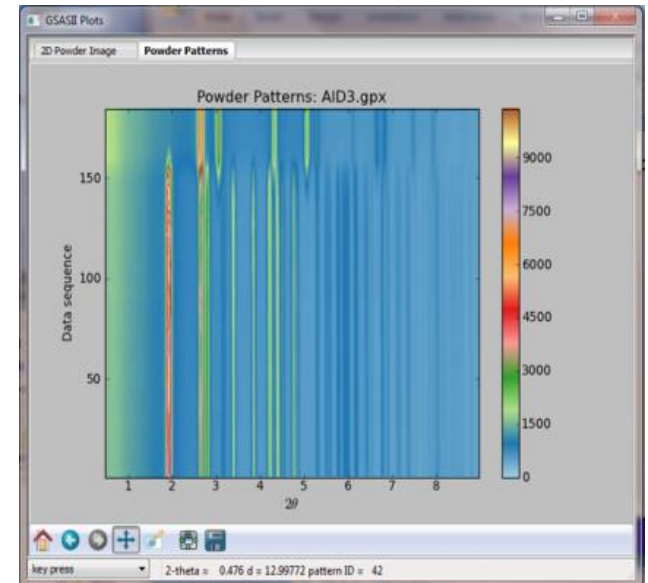 GSASII Plots
2D Powder Image Powder Patterns
Powder Patterns: AlD3.gpx
9000
7500
6000
4500
3000
1500
0
Data sequence
150
100
50
1 2 3 4 5 6 7 8
2θ
key press 2-theta = 0.476 d = 12.99772 pattern ID = 42